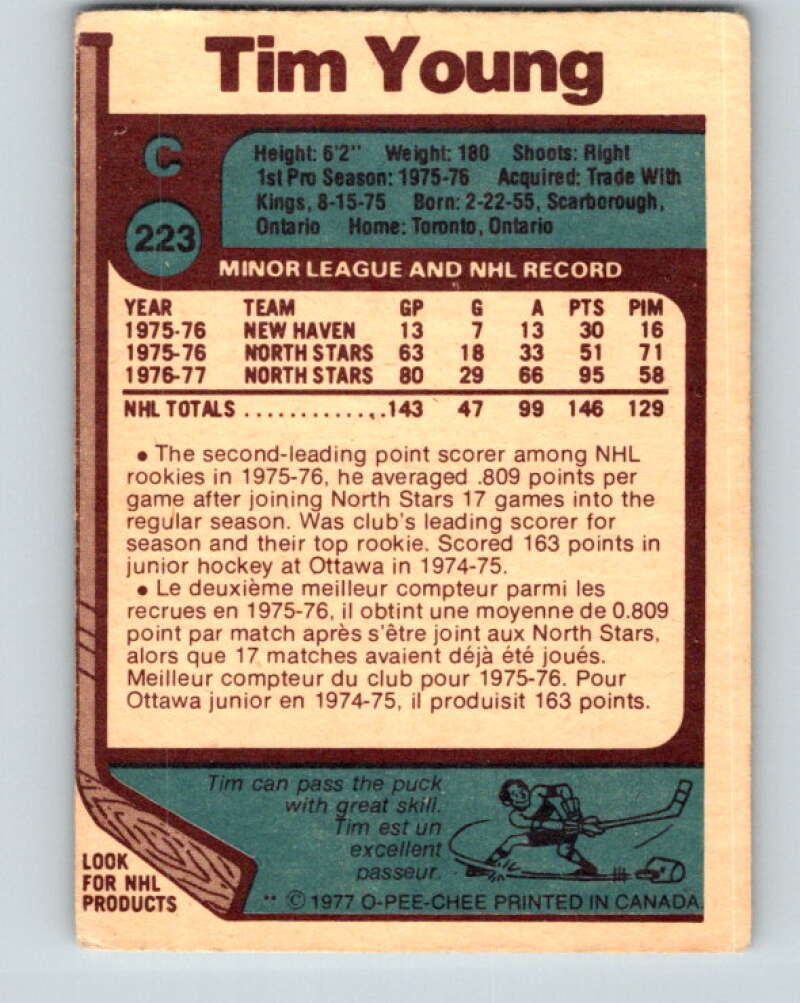 Tim Young
C
223
Height: 6'2" Weight: 180 Shoots: Right
1st Pro Season: 1975-76 Acquired: Trade With
Kings, 8-15-75 Born: 2-22-55, Scarborough,
Ontario Home: Toronto, Ontario
MINOR LEAGUE AND NHL RECORD
YEAR TEAM GP G A PTS PIM
1975-76 NEW HAVEN 13 7 13 30 16
1975-76 NORTH STARS 63 18 33 51 71
1976-77 NORTH STARS 80 29 66 95 58
NHL TOTALS ..............143 47 99 146 129
• The second-leading point scorer among NHL
rookies in 1975-76, he averaged .809 points per
game after joining North Stars 17 games into the
regular season. Was club's leading scorer for
season and their top rookie. Scored 163 points in
junior hockey at Ottawa in 1974-75.
• Le deuxième meilleur compteur parmi les
recrues en 1975-76, il obtint une moyenne de 0.809
point par match après s'être joint aux North Stars,
alors que 17 matches avaient déjà été joués.
Meilleur compteur du club pour 1975-76. Pour
Ottawa junior en 1974-75, il produisit 163 points.
Tim can pass the puck
with great skill.
Tim est un
excellent
passeur.
LOOK
FOR NHL
PRODUCTS
** © 1977 O-PEE-CHEE PRINTED IN CANADA.